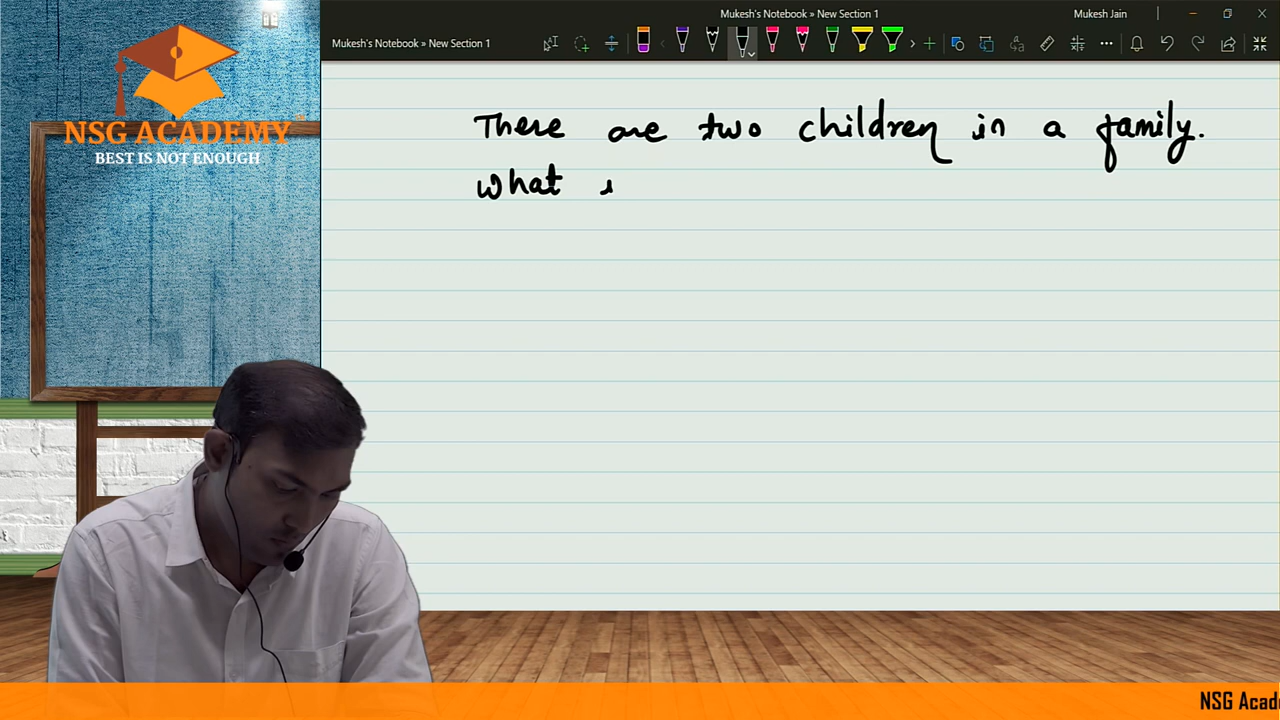 Mukesh's Notebook » New Section 1
Mukesh Jain
Mukesh's Notebook » New Section 1
NSG ACADEMY
BEST IS NOT ENOUGH
There are two children in a family.
What
NSG Acad